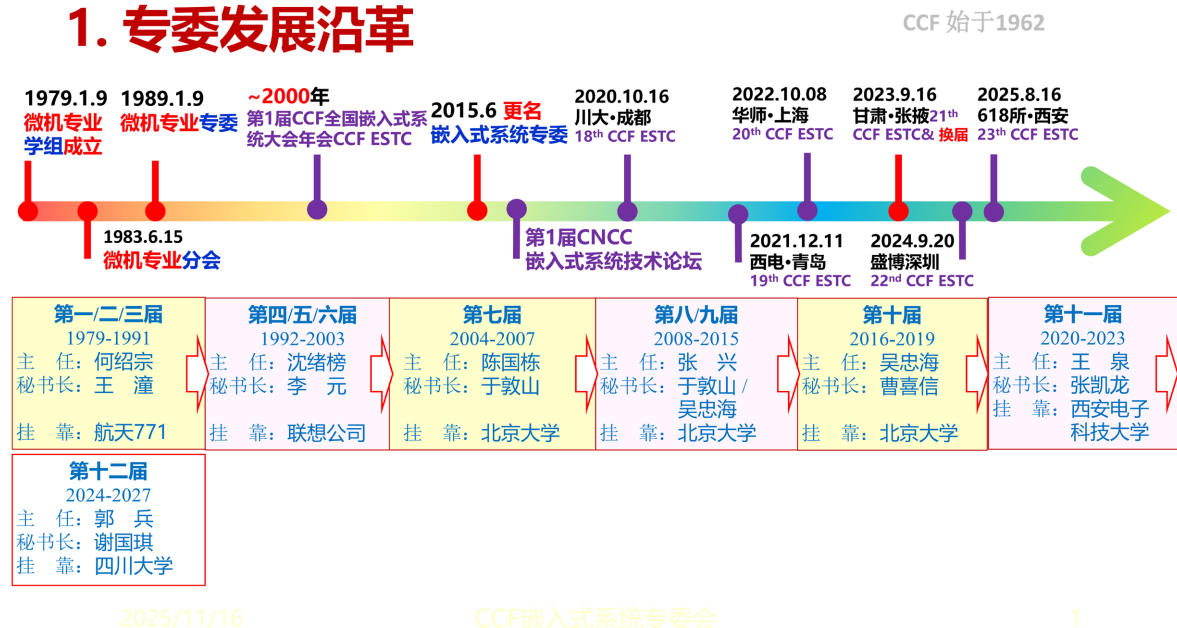 1. 专委发展沿革
CCF 始于1962
1979.1.9
微机专业
学组成立
1989.1.9
微机专业专委
~2000年
第1届CCF全国嵌入式系
统大会年会CCF ESTC
2015.6 更名
嵌入式系统专委
2020.10.16
川大•成都
18th CCF ESTC
2022.10.08
华师•上海
20th CCF ESTC
2023.9.16
甘肃•张掖21th
CCF ESTC& 换届
2025.8.16
618所•西安
23th CCF ESTC
1983.6.15
微机专业分会
第1届CNCC
嵌入式系统技术论坛
2021.12.11
西电•青岛
19th CCF ESTC
2024.9.20
盛博深圳
22nd CCF ESTC
第一/二/三届
1979-1991
主 任：何绍宗
秘书长：王 潼
挂 靠：航天771
第四/五/六届
1992-2003
主 任：沈绪榜
秘书长：李 元
挂 靠：联想公司
第七届
2004-2007
主 任：陈国栋
秘书长：于敦山
挂 靠：北京大学
第八/九届
2008-2015
主 任：张 兴
秘书长：于敦山 /
吴忠海
挂 靠：北京大学
第十届
2016-2019
主 任：吴忠海
秘书长：曹喜信
挂 靠：北京大学
第十一届
2020-2023
主 任：王 泉
秘书长：张凯龙
挂 靠：西安电子
科技大学
第十二届
2024-2027
主 任：郭 兵
秘书长：谢国琪
挂 靠：四川大学
2025/11/16
CCF嵌入式系统专委会
1